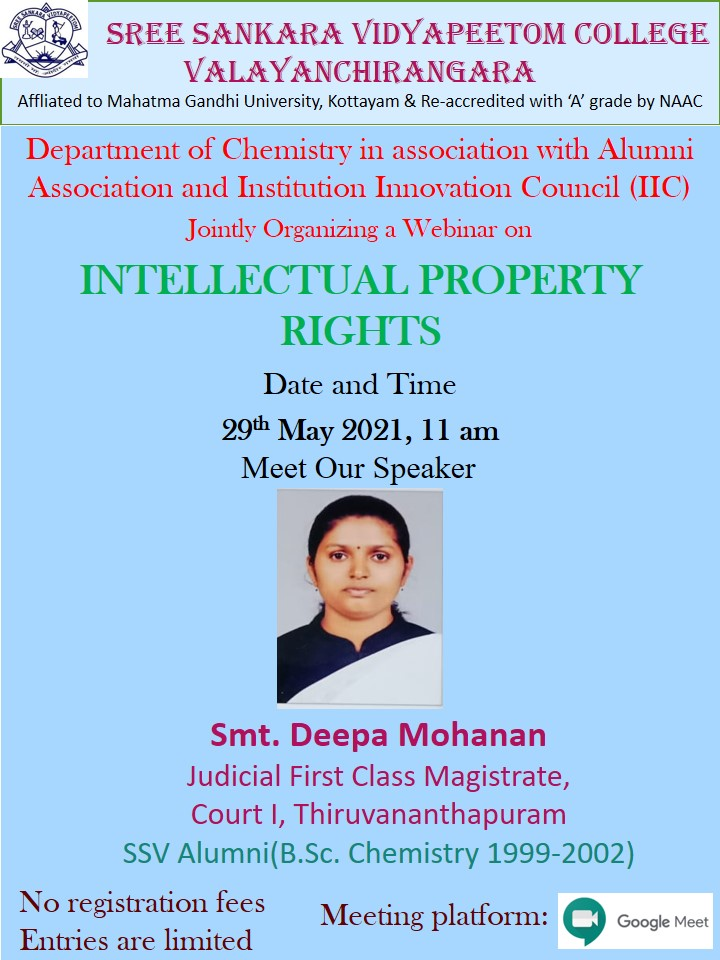 SREE SANKARA VIDYAPEETOM COLLEGE
VALAYANCHIRANGARA
Affliated to Mahatma Gandhi University, Kottayam & Re-accredited with ‘A’ grade by NAAC
Department of Chemistry in association with Alumni
Association and Institution Innovation Council (IIC)
Jointly Organizing a Webinar on
INTELLECTUAL PROPERTY
RIGHTS
Date and Time
29th May 2021, 11 am
Meet Our Speaker
Smt. Deepa Mohanan
Judicial First Class Magistrate,
Court I, Thiruvananthapuram
SSV Alumni(B.Sc. Chemistry 1999-2002)
No registration fees
Entries are limited
Meeting platform:
Google Meet